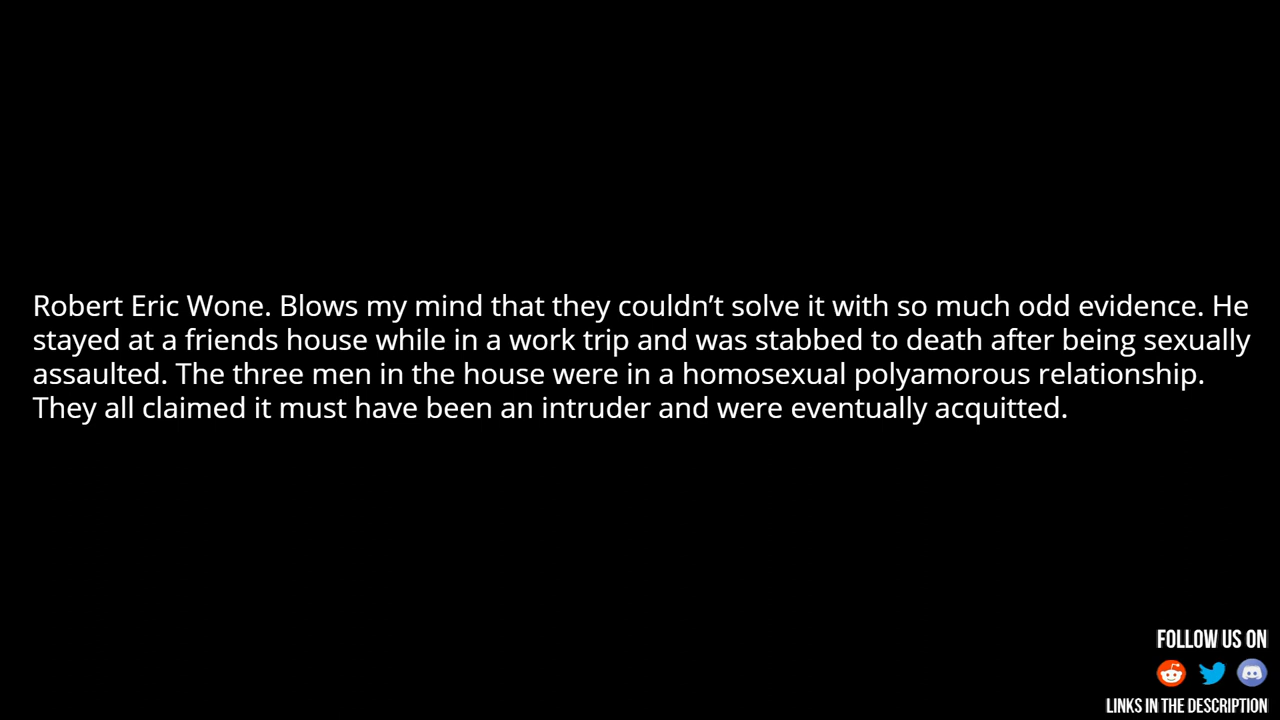 Robert Eric Wone. Blows my mind that they couldn’t solve it with so much odd evidence. He
stayed at a friends house while in a work trip and was stabbed to death after being sexually
assaulted. The three men in the house were in a homosexual polyamorous relationship.
They all claimed it must have been an intruder and were eventually acquitted.
FOLLOW US ON
LINKS IN THE DESCRIPTION